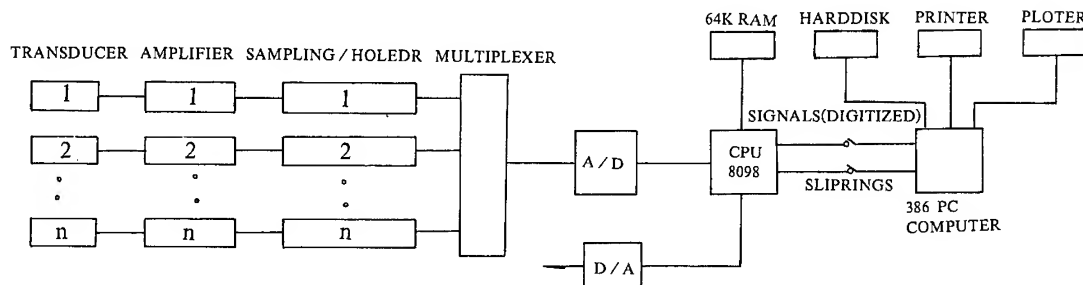 64K RAM HARDDISK PRINTER PLOTER
TRANSDUCER AMPLIFIER SAMPLING / HOLEDR MULTIPLEXER
1 1 1
SIGNALS(DIGITIZED)
2 2 2
A/D
CPU
8098
SLIPRINGS
386 PC
COMPUTER
n n n
D/A